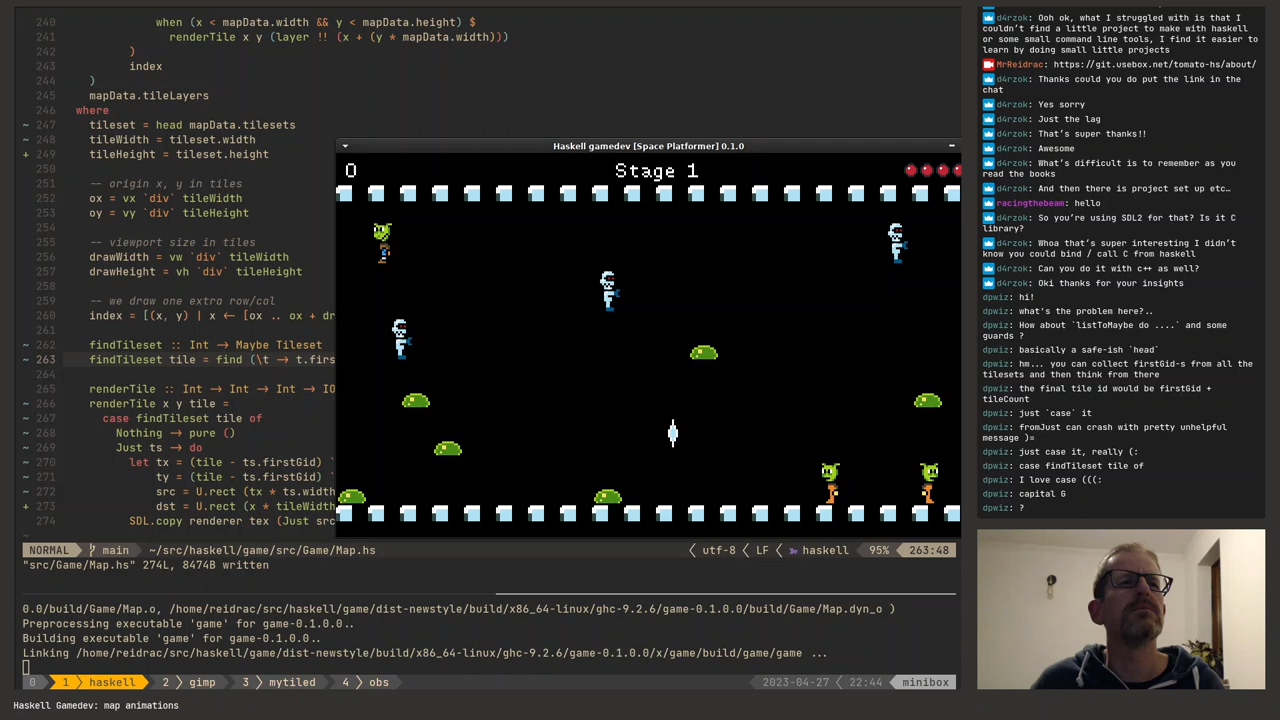 240 when (x < mapData.width && y < mapData.height) $
241 renderTile x y (layer !! (x + (y * mapData.width)))
242 )
243 index
244 )
245 mapData.tileLayers
246 where
~ 247 tileset = head mapData.tilesets
~ 248 tileWidth = tileset.width
+ 249 tileHeight = tileset.height
250
251 -- origin x, y in tiles
252 ox = vx `div` tileWidth
253 oy = vy `div` tileHeight
254
255 -- viewport size in tiles
256 drawWidth = vw `div` tileWidth
257 drawHeight = vh `div` tileHeight
258
259 -- we draw one extra row/col
260 index = [(x, y) | x ← [ox .. ox + dr
261
~ 262 findTileset :: Int → Maybe Tileset
~ 263 findTileset tile = find (\t → t.firs
264
~ 265 renderTile :: Int → Int → Int → IO
~ 266 renderTile x y tile =
~ 267 case findTileset tile of
~ 268 Nothing → pure ()
~ 269 Just ts → do
~ 270 let tx = (tile - ts.firstGid) `
~ 271 ty = (tile - ts.firstGid) `
~ 272 src = U.rect (tx * ts.width
+ 273 dst = U.rect (x * tileWidth
274 SDL.copy renderer tex (Just src
Haskell gamedev [Space Platformer] 0.1.0
0 Stage 1
NORMAL main ~/src/haskell/game/src/Game/Map.hs utf-8 < LF < haskell 95% 263:48
"src/Game/Map.hs" 274L, 8474B written
0.0/build/Game/Map.o, /home/reidrac/src/haskell/game/dist-newstyle/build/x86_64-linux/ghc-9.2.6/game-0.1.0.0/build/Game/Map.dyn_o )
Preprocessing executable 'game' for game-0.1.0.0..
Building executable 'game' for game-0.1.0.0..
Linking /home/reidrac/src/haskell/game/dist-newstyle/build/x86_64-linux/ghc-9.2.6/game-0.1.0.0/x/game/build/game/game ...
0 1 haskell 2 gimp 3 mytiled 4 obs 2023-04-27 < 22:44 minibox
Haskell Gamedev: map animations
d4rzok: Ooh ok, what I struggled with is that I
couldn't find a little project to make with haskell
or some small command line tools, I find it easier to
learn by doing small little projects
MrReidrac: https://git.usebox.net/tomato-hs/about/
d4rzok: Thanks could you do put the link in the
chat
d4rzok: Yes sorry
d4rzok: Just the lag
d4rzok: That's super thanks!!
d4rzok: Awesome
d4rzok: What's difficult is to remember as you
read the books
d4rzok: And then there is project set up etc…
racingthebeam: hello
d4rzok: So you're using SDL2 for that? Is it C
library?
d4rzok: Whoa that's super interesting I didn't
know you could bind / call C from haskell
d4rzok: Can you do it with c++ as well?
d4rzok: Oki thanks for your insights
dpwiz: hi!
dpwiz: what's the problem here?..
dpwiz: How about `listToMaybe do ....` and some
guards ?
dpwiz: basically a safe-ish `head`
dpwiz: hm... you can collect firstGid-s from all the
tilesets and then think from there
dpwiz: the final tile id would be firstGid +
tileCount
dpwiz: just `case` it
dpwiz: fromJust can crash with pretty unhelpful
message )=
dpwiz: just case it, really (:
dpwiz: case findTileset tile of
dpwiz: I love case (((:
dpwiz: capital G
dpwiz: ?